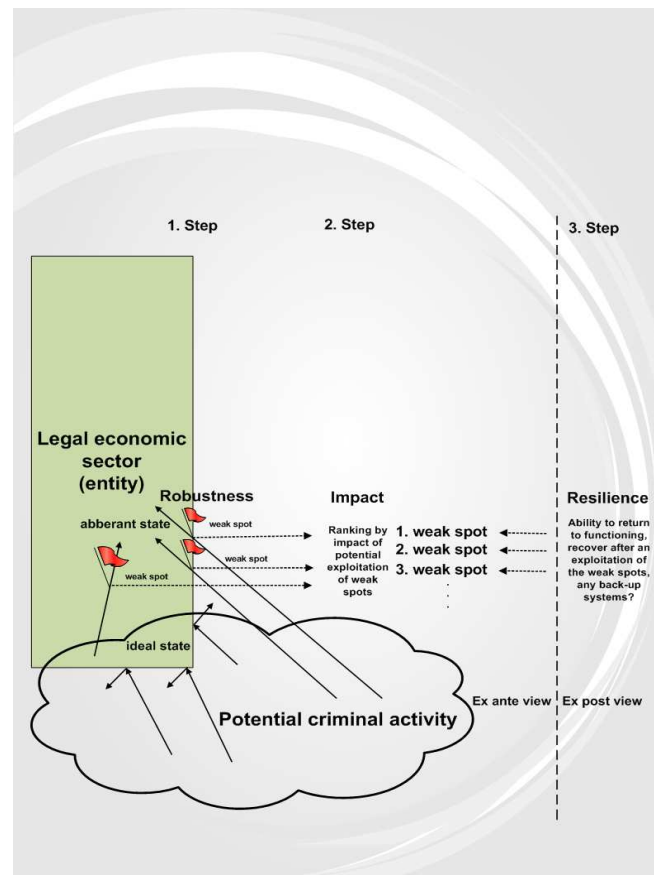 1. Step
2. Step
3. Step
Legal economic
sector
(entity)
Robustness
abberant state
weak spot
weak spot
weak spot
ideal state
Impact
Ranking by
impact of
potential
exploitation
of weak
spots
1. weak spot
2. weak spot
3. weak spot
Resilience
Ability to return
to functioning,
recover after an
exploitation of
the weak spots,
any back-up
systems?
Potential criminal activity
Ex ante view
Ex post view